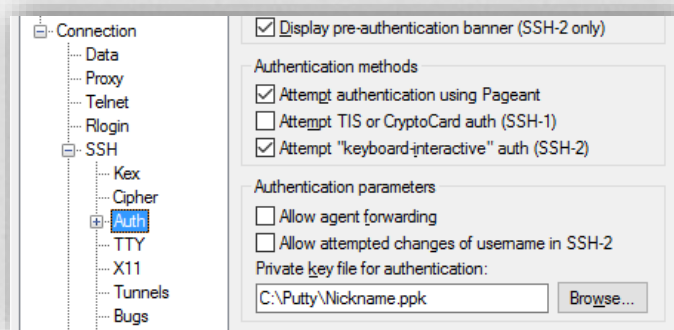 Connection
Data
Proxy
Telnet
Rlogin
SSH
Kex
Cipher
Auth
TTY
X11
Tunnels
Bugs
Display pre-authentication banner (SSH-2 only)
Authentication methods
Attempt authentication using Pageant
Attempt TIS or CryptoCard auth (SSH-1)
Attempt "keyboard-interactive" auth (SSH-2)
Authentication parameters
Allow agent forwarding
Allow attempted changes of username in SSH-2
Private key file for authentication:
C:\Putty\Nickname.ppk
Browse...